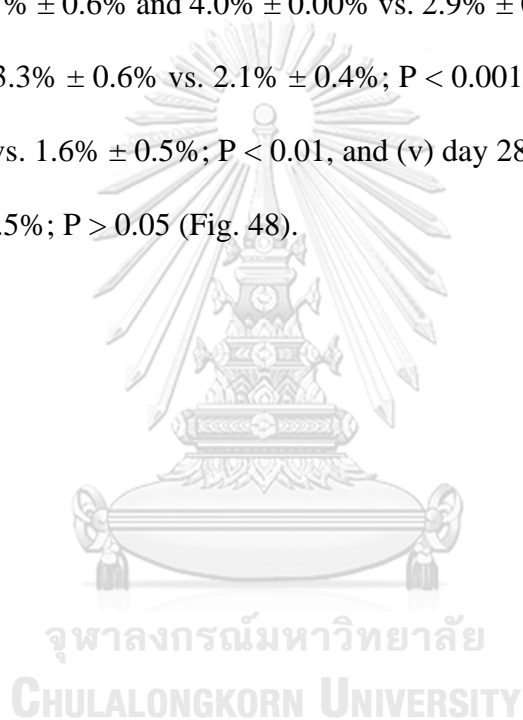 % ± 0.6% and 4.0% ± 0.00% vs. 2.9% ±
3.3% ± 0.6% vs. 2.1% ± 0.4%; P < 0.001
vs. 1.6% ± 0.5%; P < 0.01, and (v) day 28
.5%; P > 0.05 (Fig. 48).
จุฬาลงกรณ์มหาวิทยาลัย
CHULALONGKORN UNIVERSITY